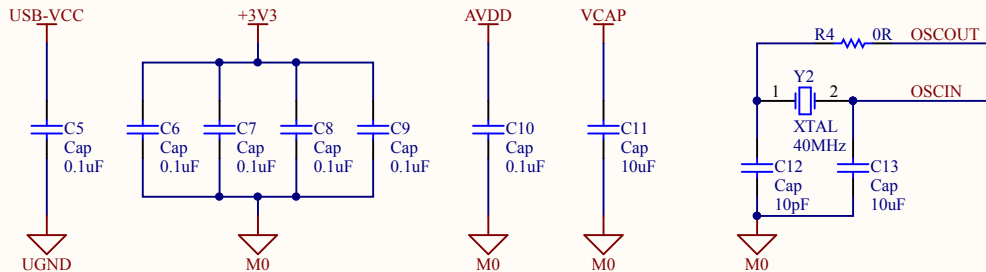 USB-VCC
+3V3
AVDD
VCAP
R4
0R
OSCOUT
Y2
1
2
OSCIN
XTAL
40MHz
C5
Cap
0.1uF
C6
Cap
0.1uF
C7
Cap
0.1uF
C8
Cap
0.1uF
C9
Cap
0.1uF
C10
Cap
0.1uF
C11
Cap
10uF
C12
Cap
10pF
C13
Cap
10uF
UGND
M0
M0
M0
M0